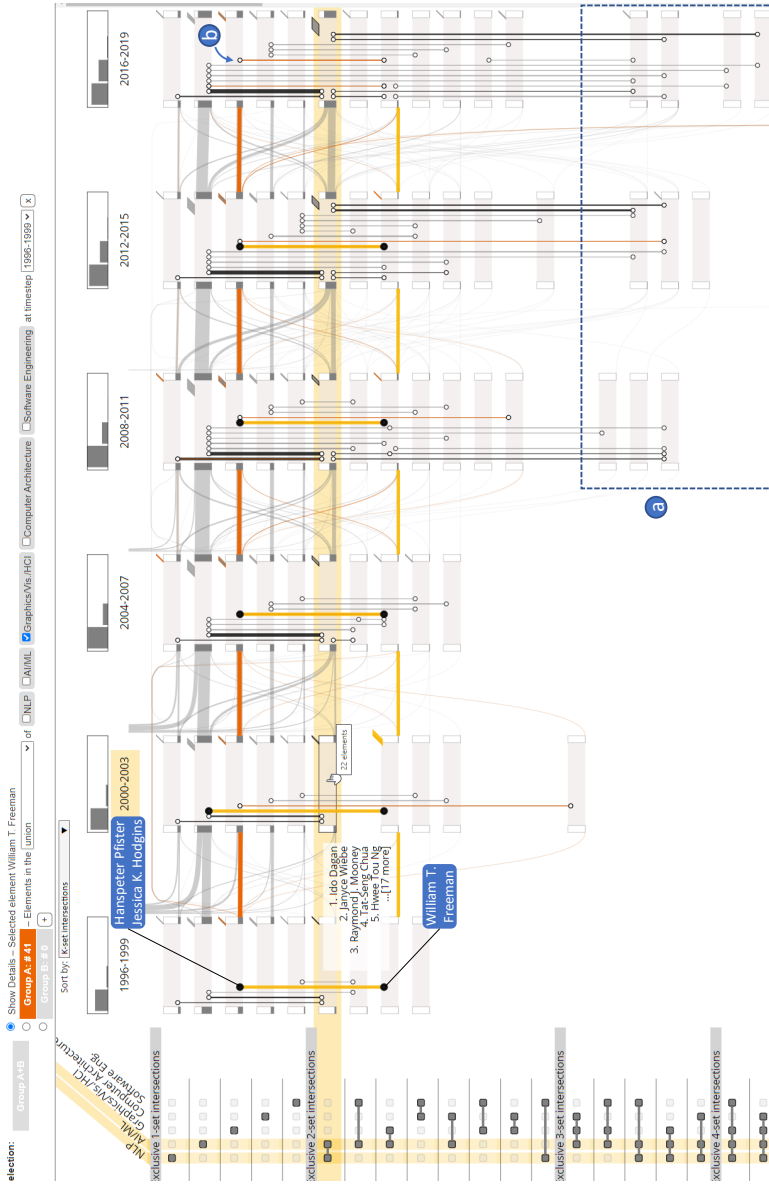 election:
Group A+B
Show Details – Selected element William T. Freeman
Group A: # 41
– Elements in the
union
of
NLP
AI/ML
Graphics/Vis./HCI
Computer Architecture
Software Engineering
at timestep
1996-1999
x
Group B: # 0
+
Sort by:
K-set intersections
1996-1999
2000-2003
2004-2007
2008-2011
2012-2015
2016-2019
Hanspeter Pfister
Jessica K. Hodgins
b
NLP
AI/ML
Graphics/Vis./HCI
Computer Architecture
Software Eng.
xclusive 1-set intersections
xclusive 2-set intersections
1. Ido Dagan
2. Janyce Wiebe
3. Raymond J. Mooney
4. Tat-Seng Chua
5. Hwee Tou Ng
...[17 more]
22 elements
William T.
Freeman
a
xclusive 3-set intersections
xclusive 4-set intersections